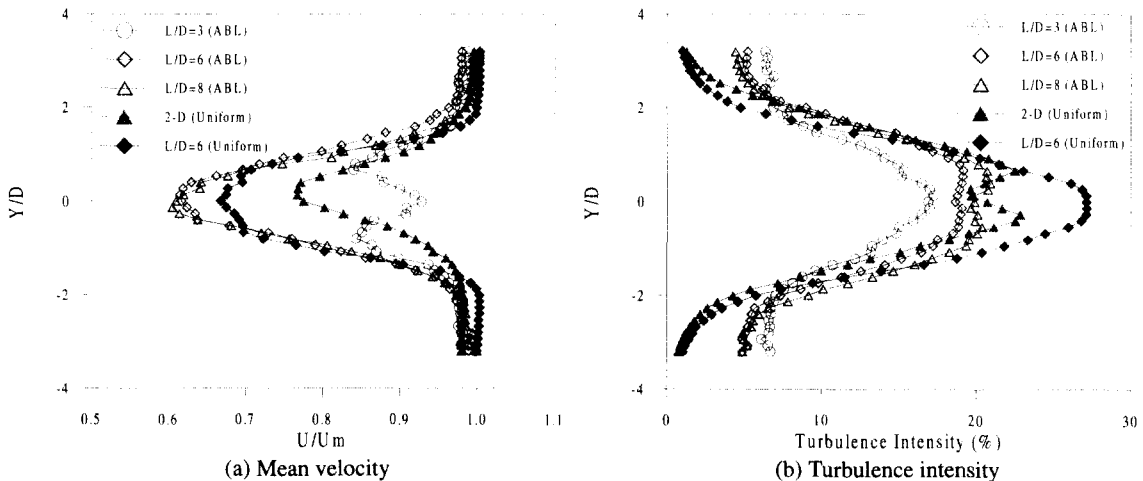 4
2
0
-2
-4
Y/D
L/D=3 (ABL)
L/D=6 (ABL)
L/D=8 (ABL)
2-D (Uniform)
L/D=6 (Uniform)
0.5
0.6
0.7
0.8
0.9
1.0
1.1
U/Um
(a) Mean velocity
4
2
0
-2
-4
Y/D
L/D=3 (ABL)
L/D=6 (ABL)
L/D=8 (ABL)
2-D (Uniform)
L/D=6 (Uniform)
0
10
20
30
Turbulence Intensity (%)
(b) Turbulence intensity